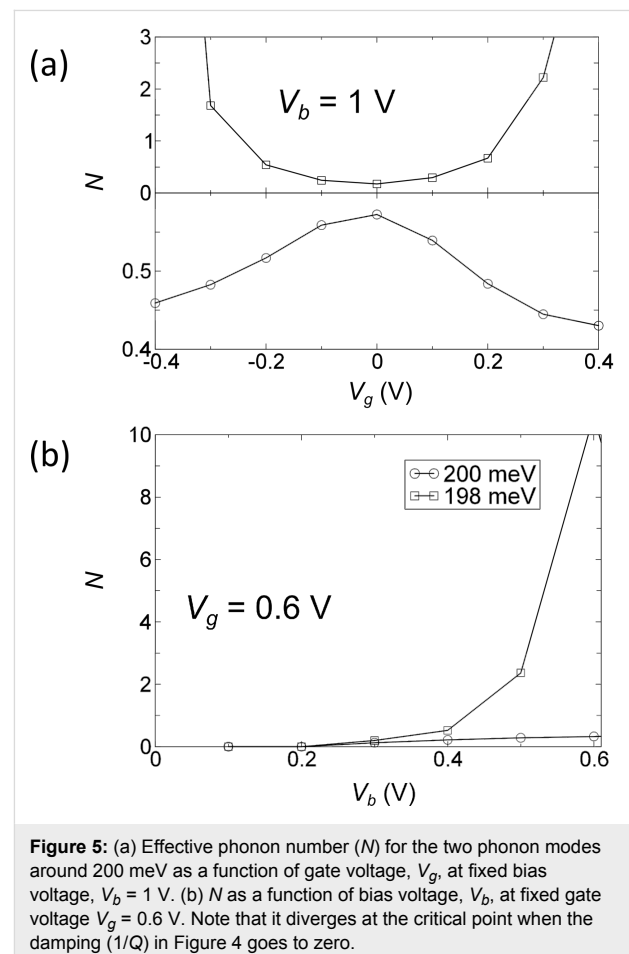 (a)
3
V_b = 1 V
2
1
N
0
0.5
0.4
-0.4 -0.2 0 0.2 0.4
V_g (V)
(b)
10
200 meV
8
198 meV
6
N
V_g = 0.6 V
4
2
0
0 0.2 0.4 0.6
V_b (V)
Figure 5: (a) Effective phonon number (N) for the two phonon modes
around 200 meV as a function of gate voltage, V_g, at fixed bias
voltage, V_b = 1 V. (b) N as a function of bias voltage, V_b, at fixed gate
voltage V_g = 0.6 V. Note that it diverges at the critical point when the
damping (1/Q) in Figure 4 goes to zero.